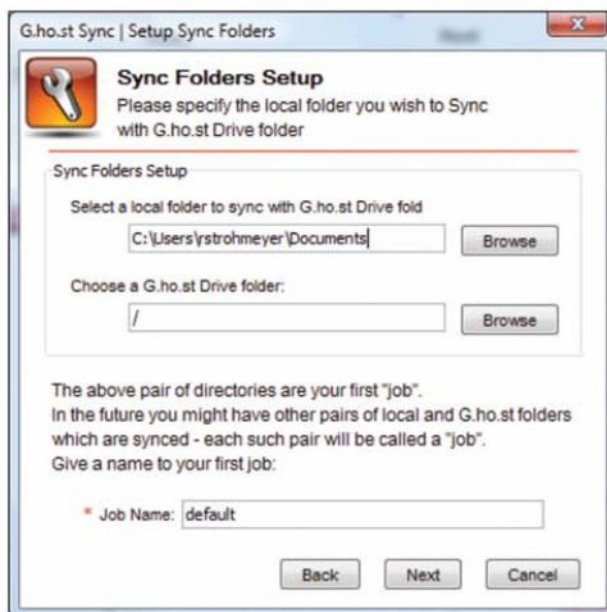 G.ho.st Sync | Setup Sync Folders
Sync Folders Setup
Please specify the local folder you wish to Sync
with G.ho.st Drive folder
Sync Folders Setup
Select a local folder to sync with G.ho.st Drive fold
C:\Users\rstrohmeyer\Documents
Browse
Choose a G.ho.st Drive folder:
/
Browse
The above pair of directories are your first "job".
In the future you might have other pairs of local and G.ho.st folders
which are synced - each such pair will be called a "job".
Give a name to your first job:
* Job Name: default
Back Next Cancel